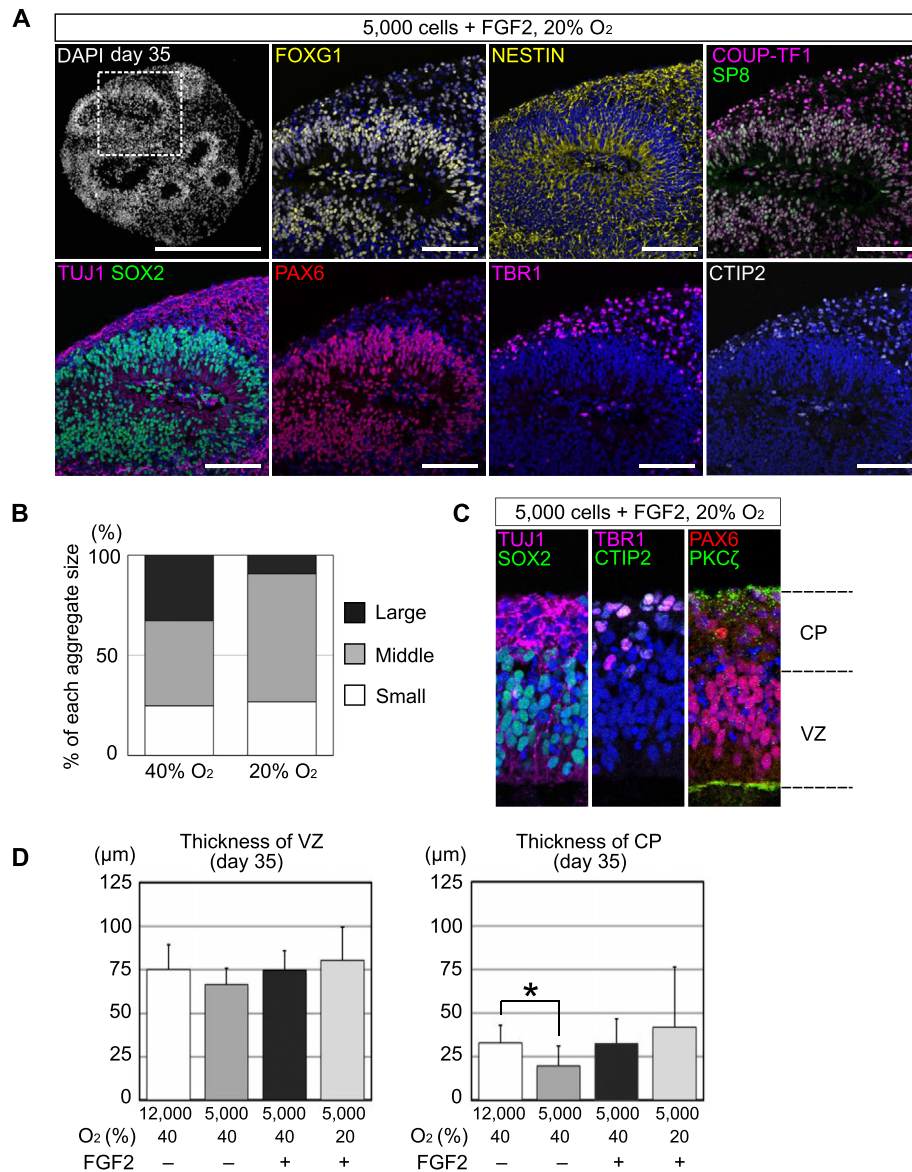 A
5,000 cells + FGF2, 20% O₂
DAPI day 35
FOXG1
NESTIN
COUP-TF1
SP8
TUJ1 SOX2
PAX6
TBR1
CTIP2
B
(%)
% of each aggregate size
100
50
0
40% O₂
20% O₂
Large
Middle
Small
C
5,000 cells + FGF2, 20% O₂
TUJ1
SOX2
TBR1
CTIP2
PAX6
PKCζ
CP
VZ
D
Thickness of VZ
(day 35)
(μm)
125
100
75
50
25
0
12,000 5,000 5,000 5,000
O₂ (%) 40 40 40 20
FGF2 – – + +
Thickness of CP
(day 35)
(μm)
125
100
75
50
25
0
*
12,000 5,000 5,000 5,000
O₂ (%) 40 40 40 20
FGF2 – – + +